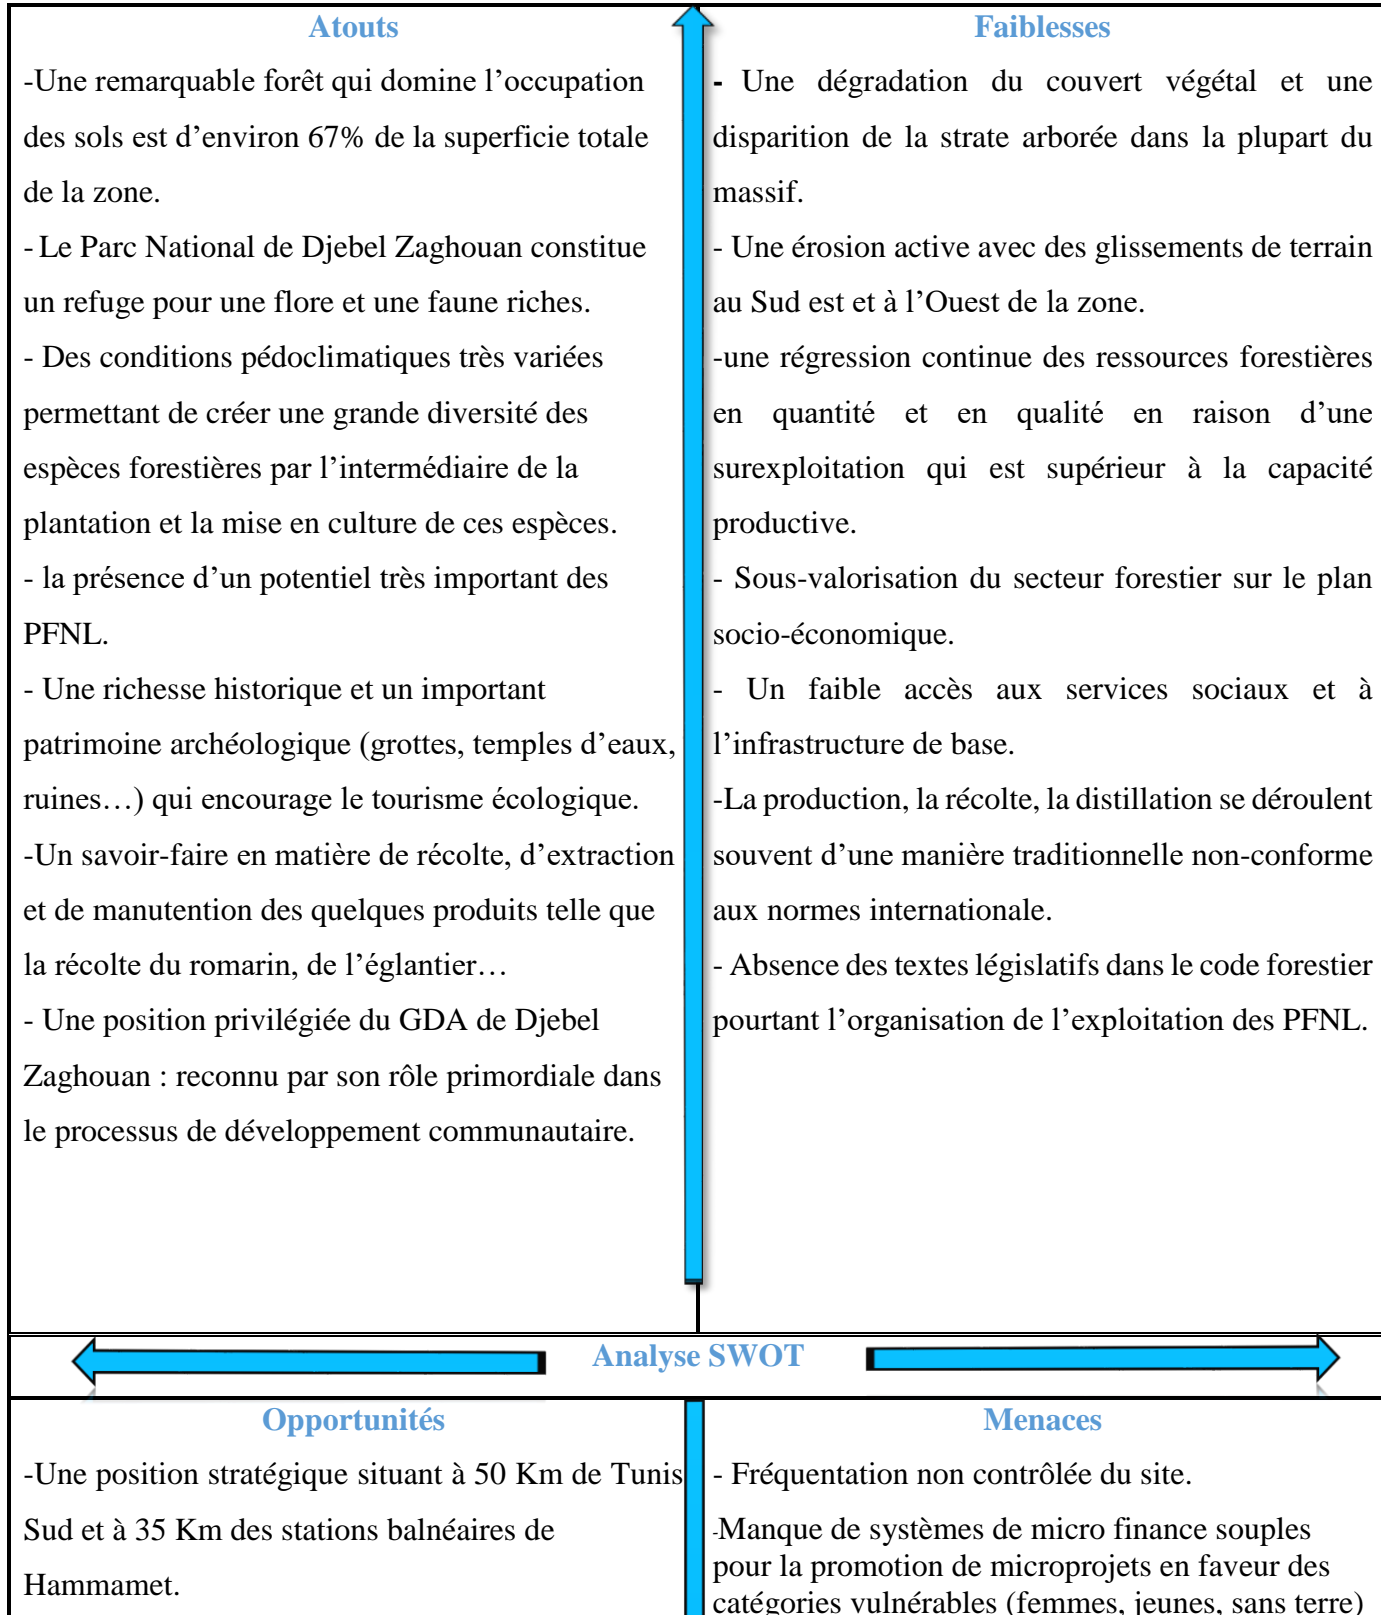 Atouts
-Une remarquable forêt qui domine l’occupation
des sols est d’environ 67% de la superficie totale
de la zone.
- Le Parc National de Djebel Zaghouan constitue
un refuge pour une flore et une faune riches.
- Des conditions pédoclimatiques très variées
permettant de créer une grande diversité des
espèces forestières par l’intermédiaire de la
plantation et la mise en culture de ces espèces.
- la présence d’un potentiel très important des
PFNL.
- Une richesse historique et un important
patrimoine archéologique (grottes, temples d’eaux,
ruines…) qui encourage le tourisme écologique.
-Un savoir-faire en matière de récolte, d’extraction
et de manutention des quelques produits telle que
la récolte du romarin, de l’églantier…
- Une position privilégiée du GDA de Djebel
Zaghouan : reconnu par son rôle primordiale dans
le processus de développement communautaire.
Faiblesses
- Une dégradation du couvert végétal et une
disparition de la strate arborée dans la plupart du
massif.
- Une érosion active avec des glissements de terrain
au Sud est et à l’Ouest de la zone.
-une régression continue des ressources forestières
en quantité et en qualité en raison d’une
surexploitation qui est supérieur à la capacité
productive.
- Sous-valorisation du secteur forestier sur le plan
socio-économique.
- Un faible accès aux services sociaux et à
l’infrastructure de base.
-La production, la récolte, la distillation se déroulent
souvent d’une manière traditionnelle non-conforme
aux normes internationale.
- Absence des textes législatifs dans le code forestier
pourtant l’organisation de l’exploitation des PFNL.
Analyse SWOT
Opportunités
-Une position stratégique situant à 50 Km de Tunis
Sud et à 35 Km des stations balnéaires de
Hammamet.
Menaces
- Fréquentation non contrôlée du site.
-Manque de systèmes de micro finance souples
pour la promotion de microprojets en faveur des
catégories vulnérables (femmes, jeunes, sans terre)